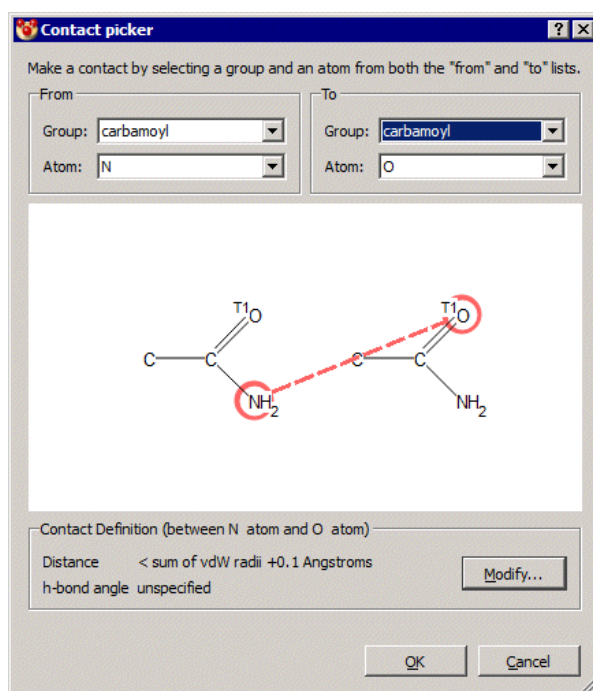 Contact picker
Make a contact by selecting a group and an atom from both the "from" and "to" lists.
From
Group: carbamoyl
Atom: N
To
Group: carbamoyl
Atom: O
T1O
C C
NH2
T1O
C C
NH2
Contact Definition (between N atom and O atom)
Distance < sum of vdW radii +0.1 Angstroms
h-bond angle unspecified
Modify...
OK Cancel